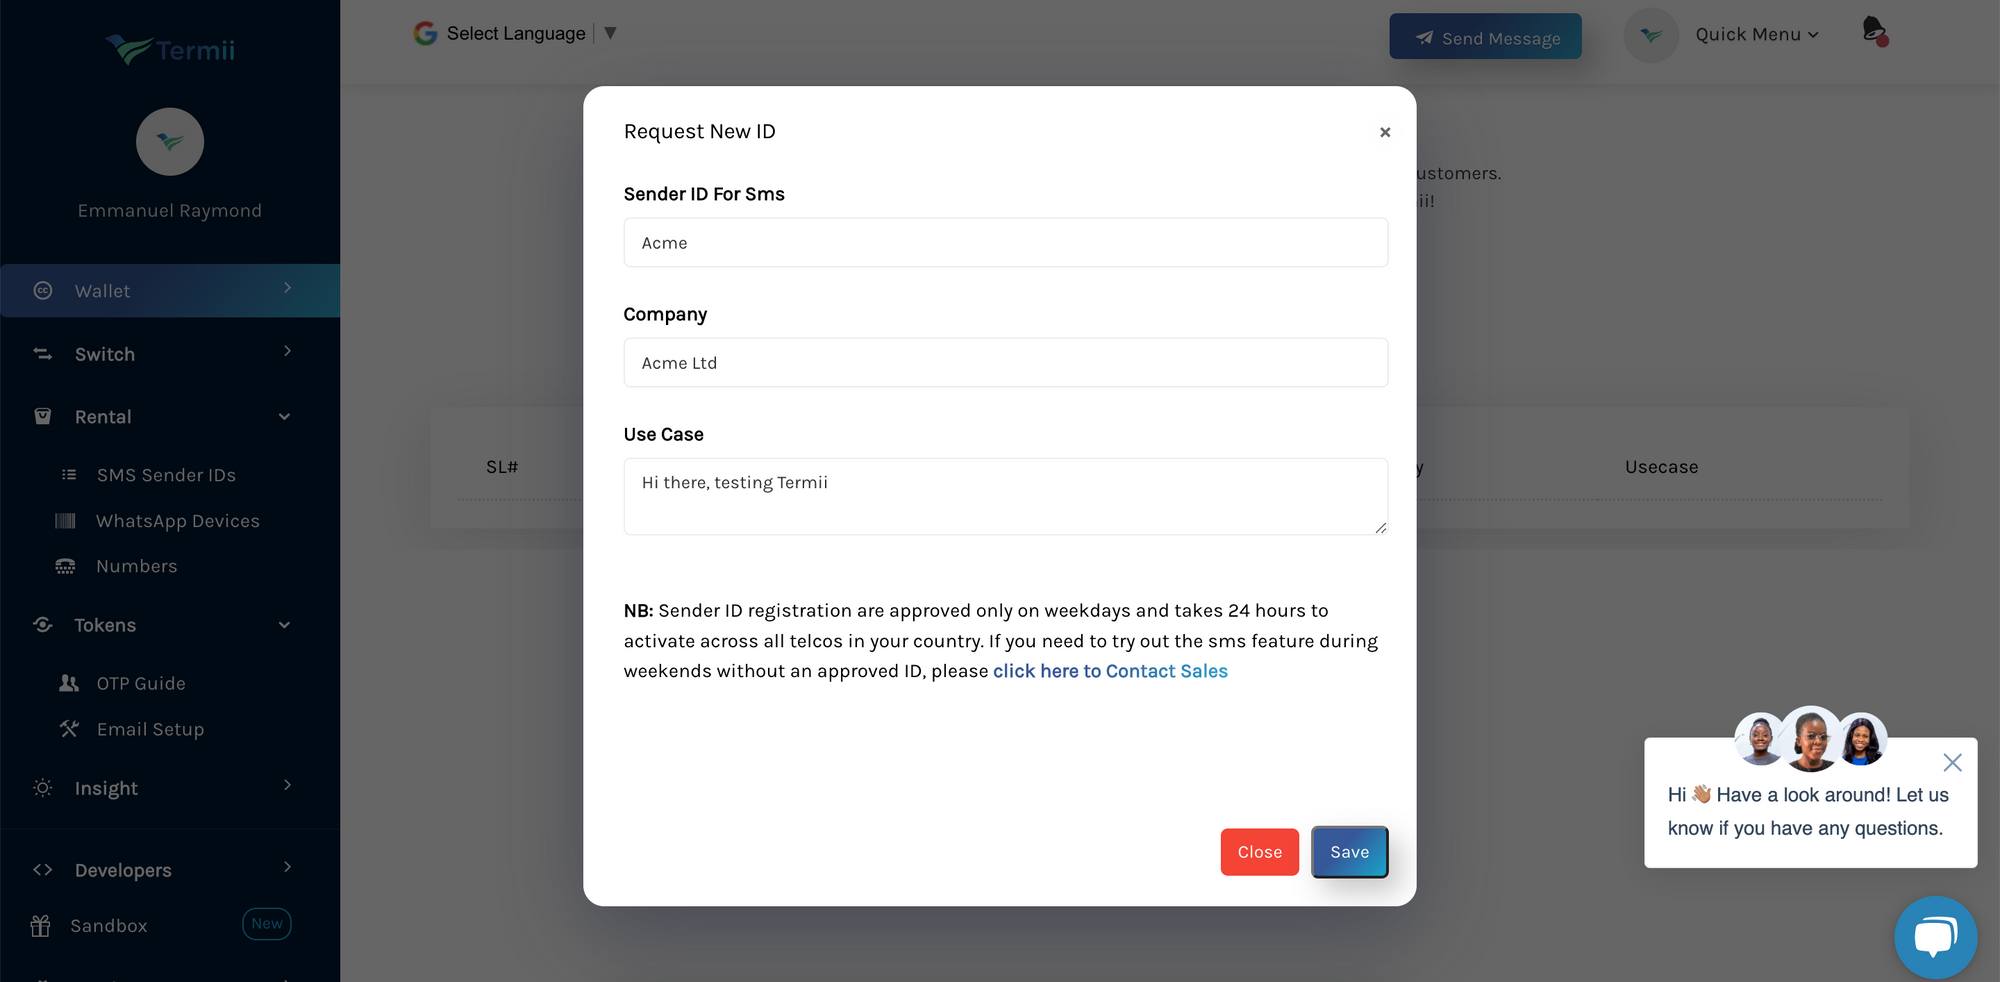 Termii
Emmanuel Raymond
Wallet
Switch
Rental
SMS Sender IDs
WhatsApp Devices
Numbers
Tokens
OTP Guide
Email Setup
Insight
Developers
Sandbox New
Select Language ▼
Send Message
Quick Menu
ustomers.
ii!
SL#
y
Usecase
Request New ID
×
Sender ID For Sms
Acme
Company
Acme Ltd
Use Case
Hi there, testing Termii
NB: Sender ID registration are approved only on weekdays and takes 24 hours to
activate across all telcos in your country. If you need to try out the sms feature during
weekends without an approved ID, please click here to Contact Sales
Close
Save
Hi 👋🏽 Have a look around! Let us
know if you have any questions.